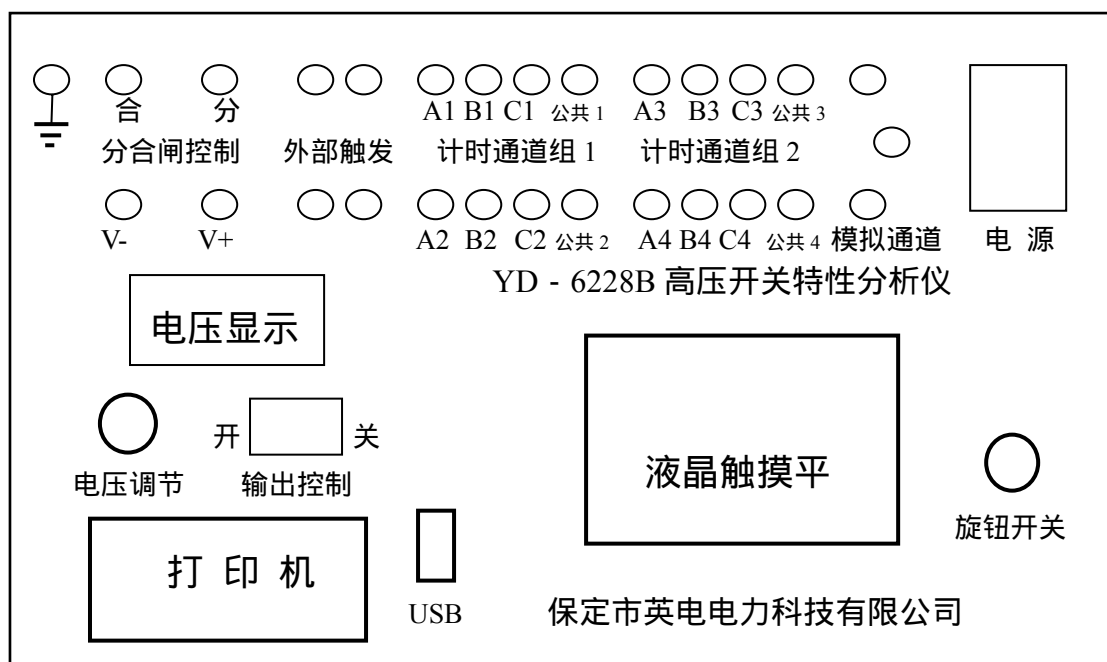 合 分 A1 B1 C1 公共 1 A3 B3 C3 公共 3
分合闸控制 外部触发 计时通道组 1 计时通道组 2
V- V+ A2 B2 C2 公共 2 A4 B4 C4 公共 4 模拟通道 电 源
YD - 6228B 高压开关特性分析仪
电压显示
开 关
电压调节 输出控制
液晶触摸平
旋钮开关
打 印 机
USB
保定市英电电力科技有限公司